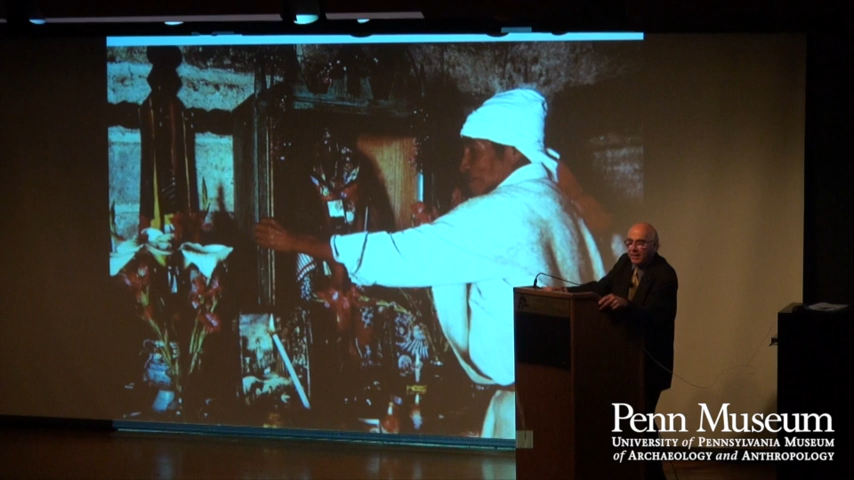 Penn Museum
University of Pennsylvania Museum
of Archaeology and Anthropology